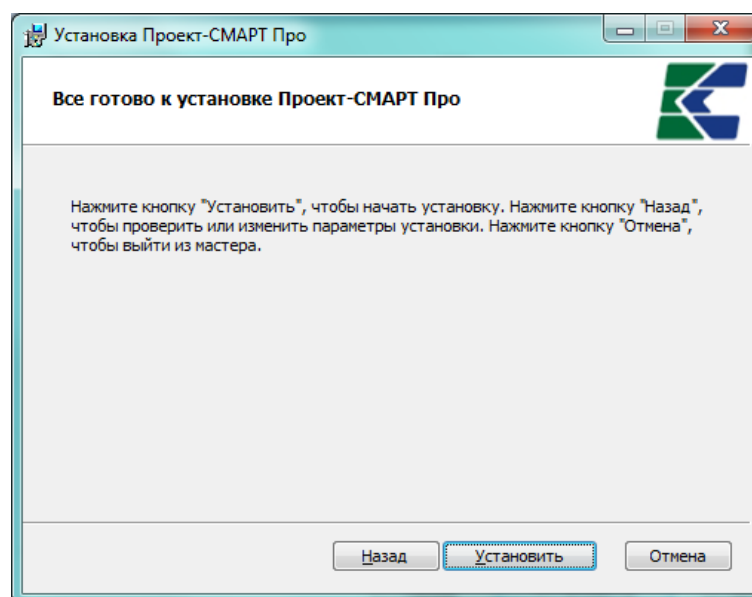 Установка Проект-СМАРТ Про
Все готово к установке Проект-СМАРТ Про
Нажмите кнопку "Установить", чтобы начать установку. Нажмите кнопку "Назад",
чтобы проверить или изменить параметры установки. Нажмите кнопку "Отмена",
чтобы выйти из мастера.
Назад Установить Отмена